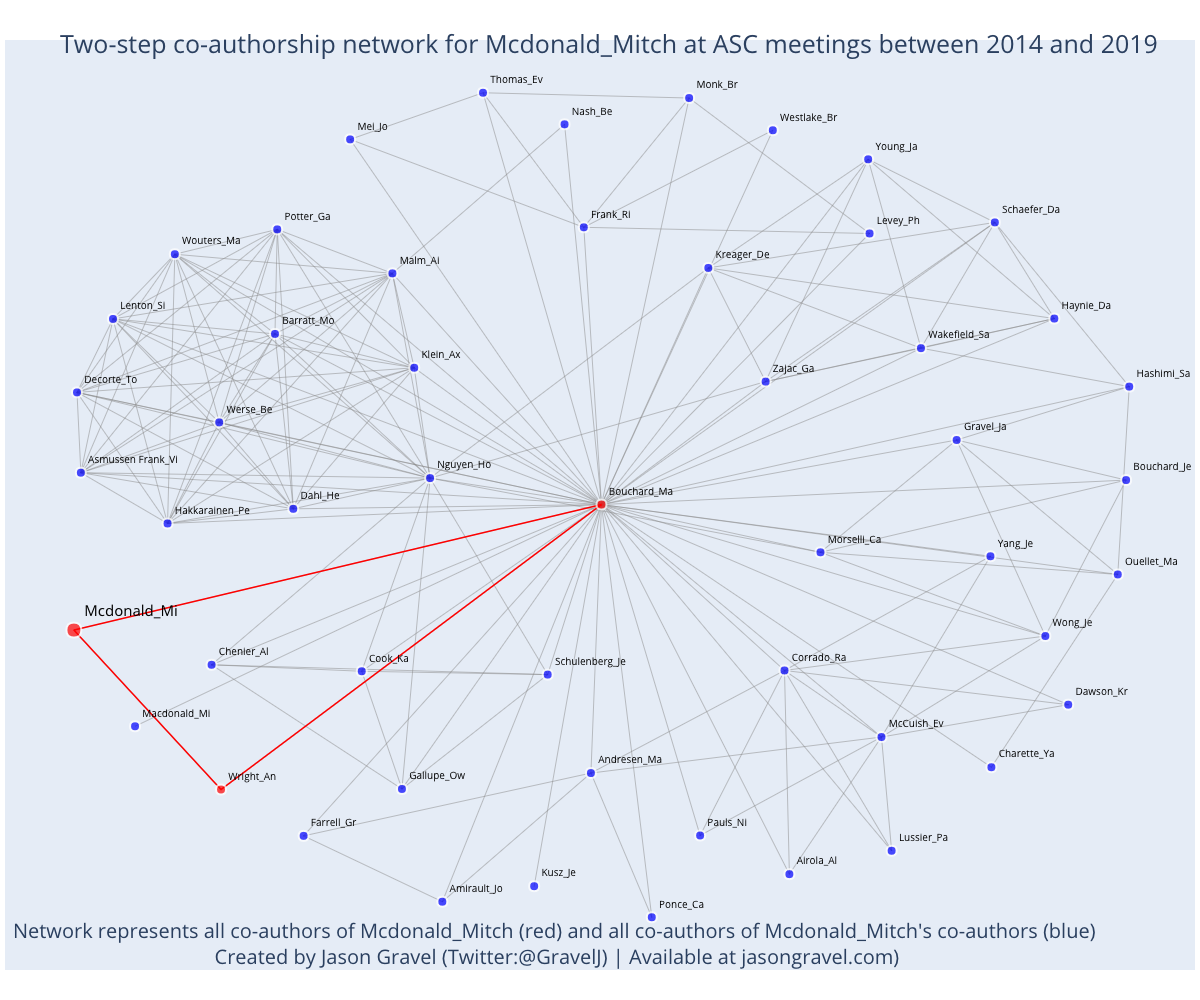 Two-step co-authorship network for Mcdonald_Mitch at ASC meetings between 2014 and 2019
Thomas_Ev
Monk_Br
Nash_Be
Westlake_Br
Mei_Jo
Young_Ja
Schaefer_Da
Potter_Ga
Frank_Ri
Levey_Ph
Wouters_Ma
Kreager_De
Malm_Ai
Lenton_Si
Haynie_Da
Barratt_Mo
Wakefield_Sa
Klein_Ax
Zajac_Ga
Hashimi_Sa
Decorte_To
Werse_Be
Gravel_Ja
Asmussen Frank_Vi
Nguyen_Ho
Bouchard_Je
Dahl_He
Bouchard_Ma
Hakkarainen_Pe
Morselli_Ca
Yang_Je
Ouellet_Ma
Mcdonald_Mi
Wong_Je
Chenier_Al
Cook_Ka
Schulenberg_Je
Corrado_Ra
Dawson_Kr
Macdonald_Mi
McCuish_Ev
Charette_Ya
Wright_An
Gallupe_Ow
Andresen_Ma
Farrell_Gr
Pauls_Ni
Lussier_Pa
Airola_Al
Kusz_Je
Amirault_Jo
Ponce_Ca
Network represents all co-authors of Mcdonald_Mitch (red) and all co-authors of Mcdonald_Mitch's co-authors (blue)
Created by Jason Gravel (Twitter:@GravelJ) | Available at jasongravel.com)